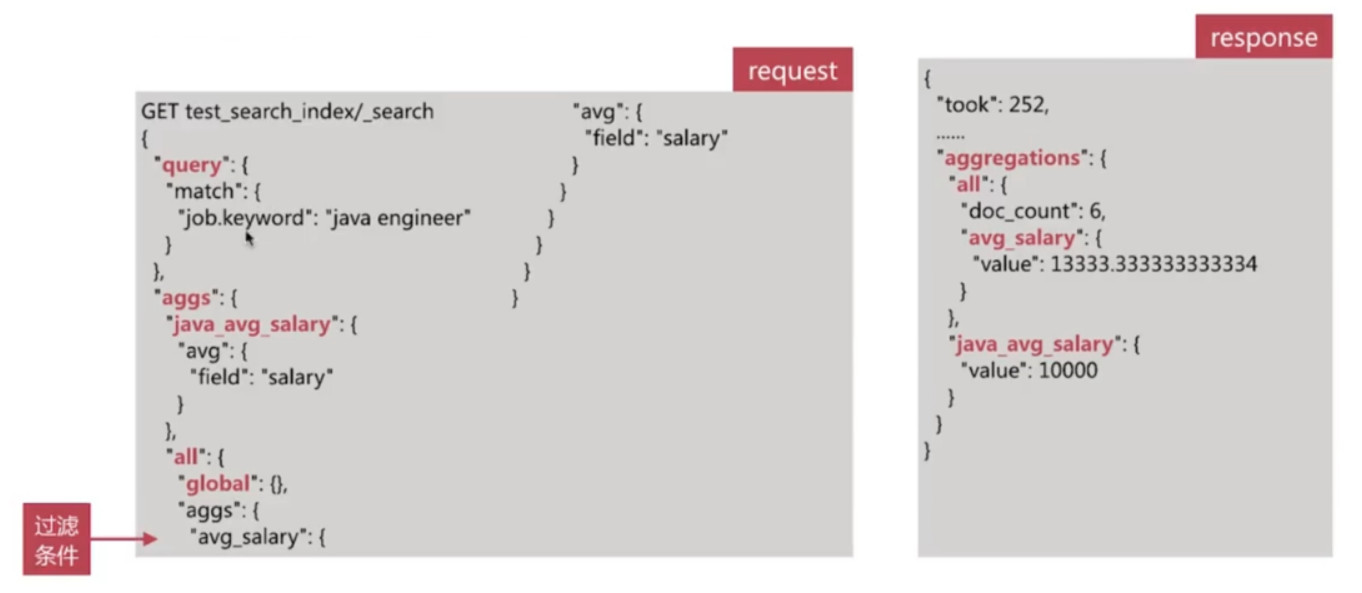 request
GET test_search_index/_search
{
"query": {
"match": {
"job.keyword": "java engineer"
}
},
"aggs": {
"java_avg_salary": {
"avg": {
"field": "salary"
}
},
"all": {
"global": {},
"aggs": {
"avg_salary": {
"avg": {
"field": "salary"
}
}
}
}
}
}
过滤
条件
response
{
"took": 252,
......
"aggregations": {
"all": {
"doc_count": 6,
"avg_salary": {
"value": 13333.333333333334
}
},
"java_avg_salary": {
"value": 10000
}
}
}